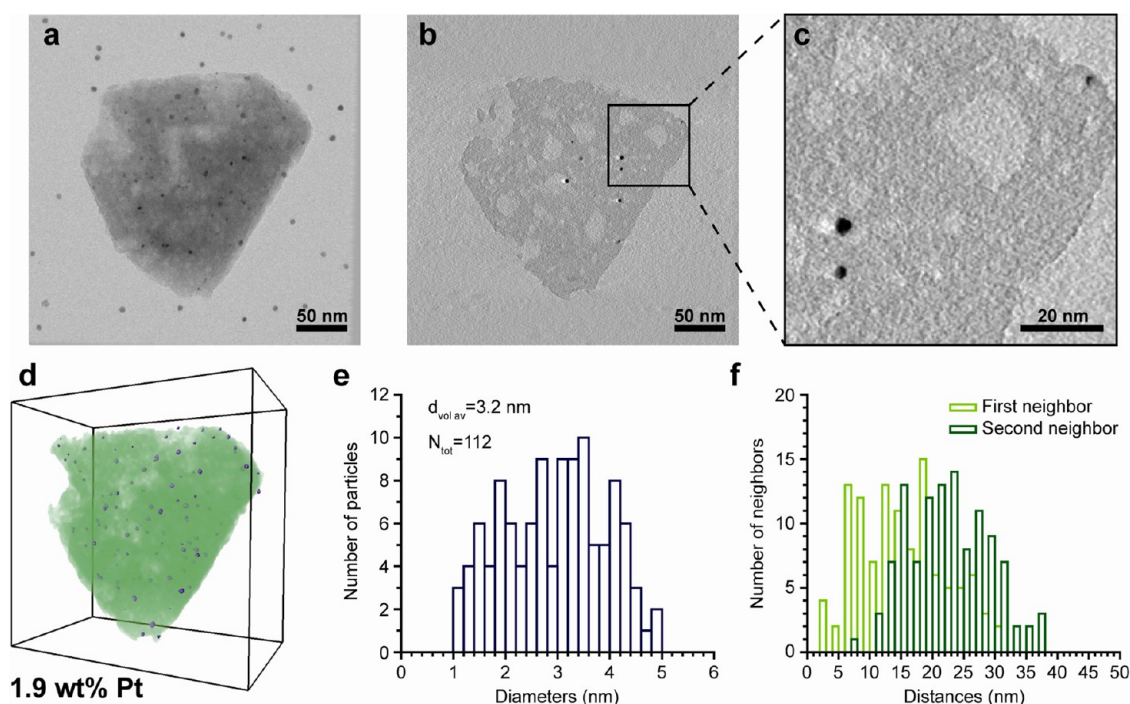 a
b
c
50 nm
50 nm
20 nm
d
1.9 wt% Pt
e
d vol av=3.2 nm
N tot=112
Number of particles
12
10
8
6
4
2
0
0 1 2 3 4 5 6
Diameters (nm)
f
First neighbor
Second neighbor
Number of neighbors
20
15
10
5
0
0 5 10 15 20 25 30 35 40 45 50
Distances (nm)